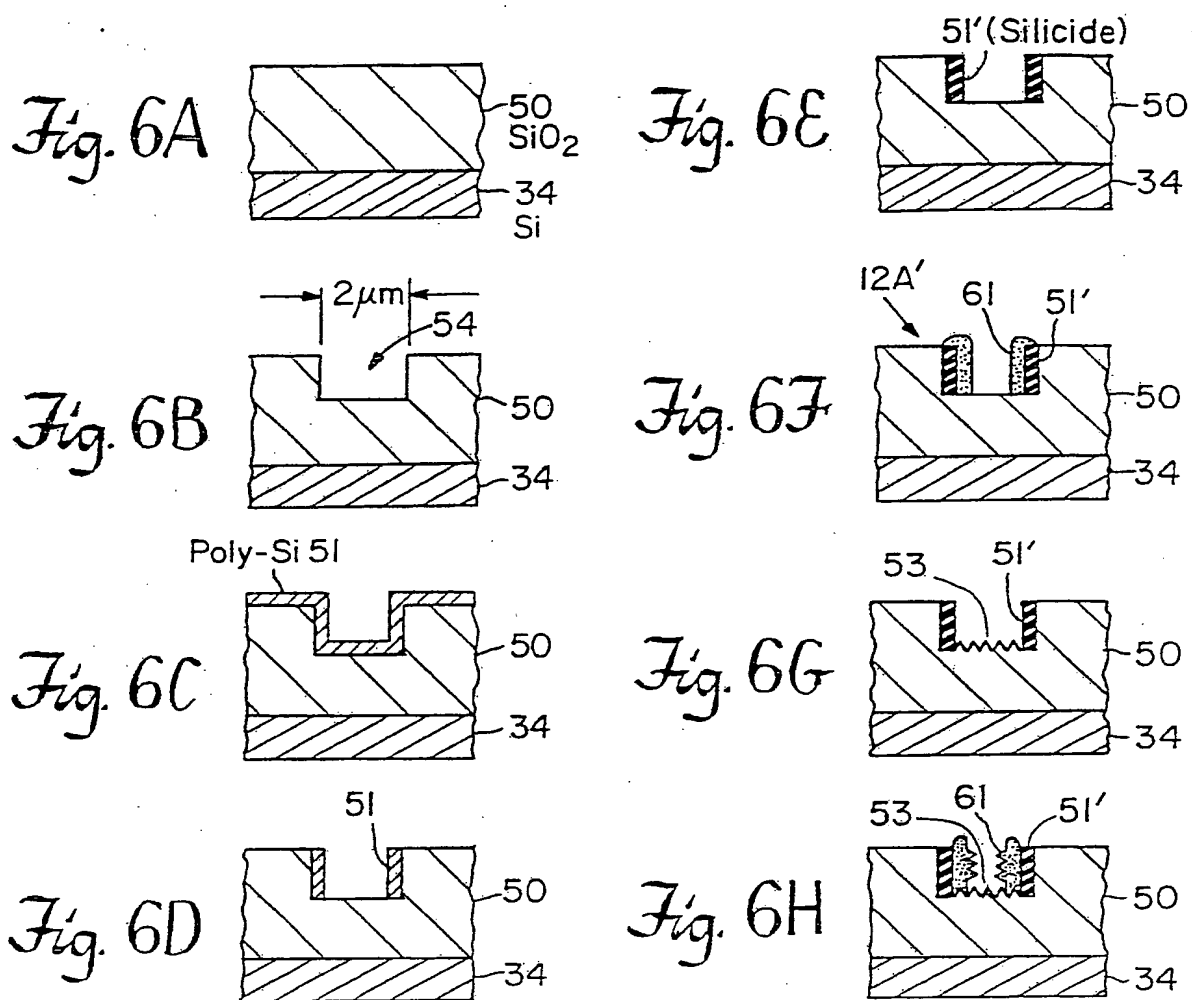 Fig. 6A
50
SiO2
34
Si
Fig. 6B
2μm
54
50
34
Fig. 6C
Poly-Si 51
50
34
Fig. 6D
51
50
34
Fig. 6E
51′(Silicide)
50
34
Fig. 6F
12A′
61
51′
50
34
Fig. 6G
53
51′
50
34
Fig. 6H
53
61
51′
50
34